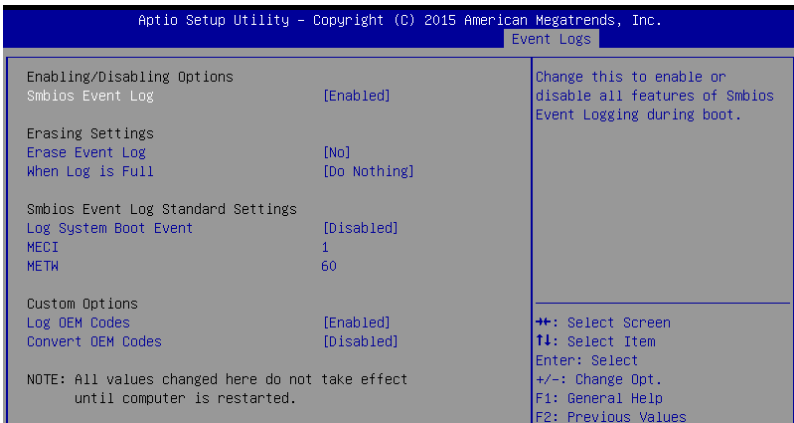 Aptio Setup Utility – Copyright (C) 2015 American Megatrends, Inc.
Event Logs
Enabling/Disabling Options
Smbios Event Log [Enabled]
Erasing Settings
Erase Event Log [No]
When Log is Full [Do Nothing]
Smbios Event Log Standard Settings
Log System Boot Event [Disabled]
MECI 1
METW 60
Custom Options
Log OEM Codes [Enabled]
Convert OEM Codes [Disabled]
NOTE: All values changed here do not take effect
until computer is restarted.
Change this to enable or
disable all features of Smbios
Event Logging during boot.
→←: Select Screen
↑↓: Select Item
Enter: Select
+/-: Change Opt.
F1: General Help
F2: Previous Values